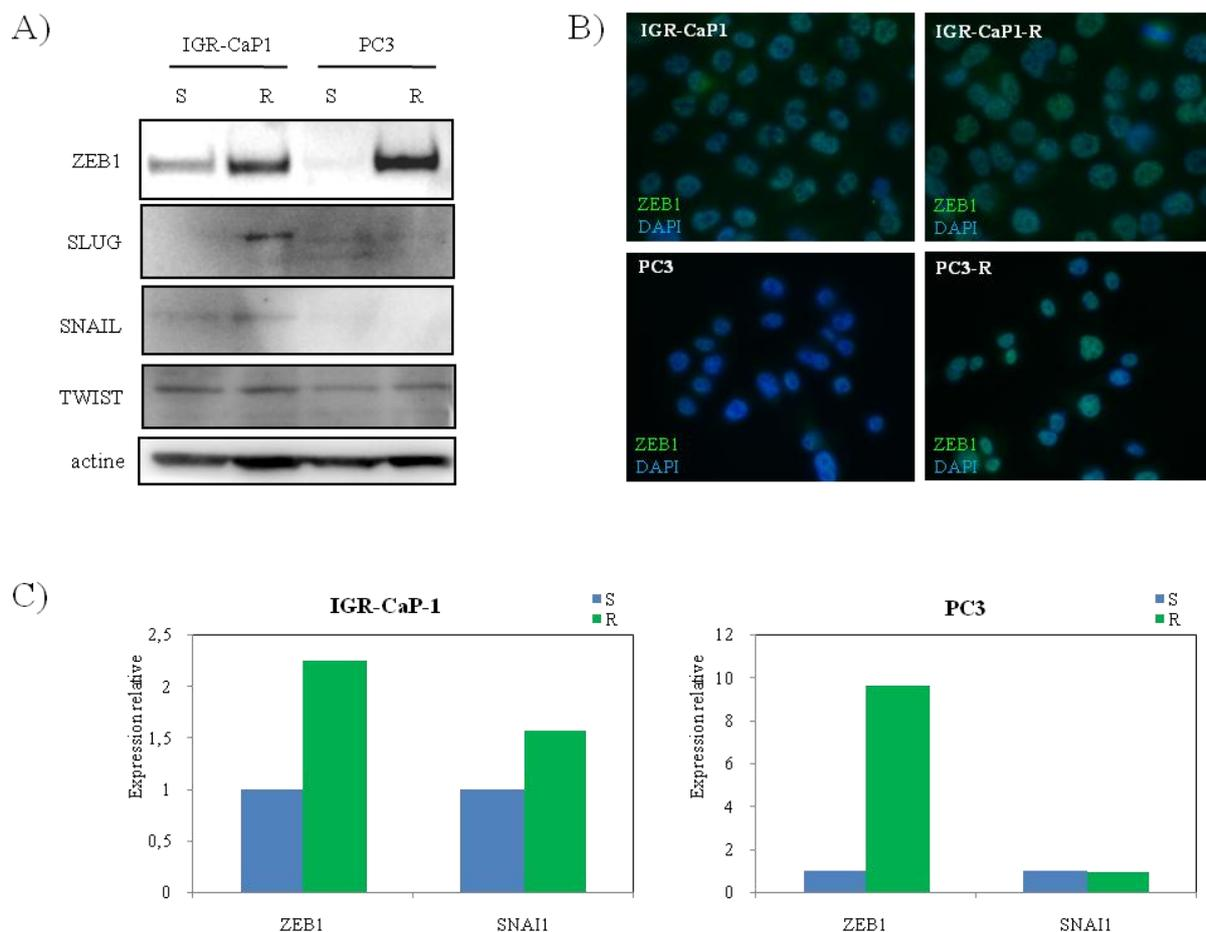 A)
IGR-CaP1 PC3
S R S R
ZEB1
SLUG
SNAIL
TWIST
actine
B)
IGR-CaP1
ZEB1
DAPI
IGR-CaP1-R
ZEB1
DAPI
PC3
ZEB1
DAPI
PC3-R
ZEB1
DAPI
C)
IGR-CaP-1
S
R
Expression relative
2,5
2
1,5
1
0,5
0
ZEB1 SNAI1
PC3
S
R
Expression relative
12
10
8
6
4
2
0
ZEB1 SNAI1